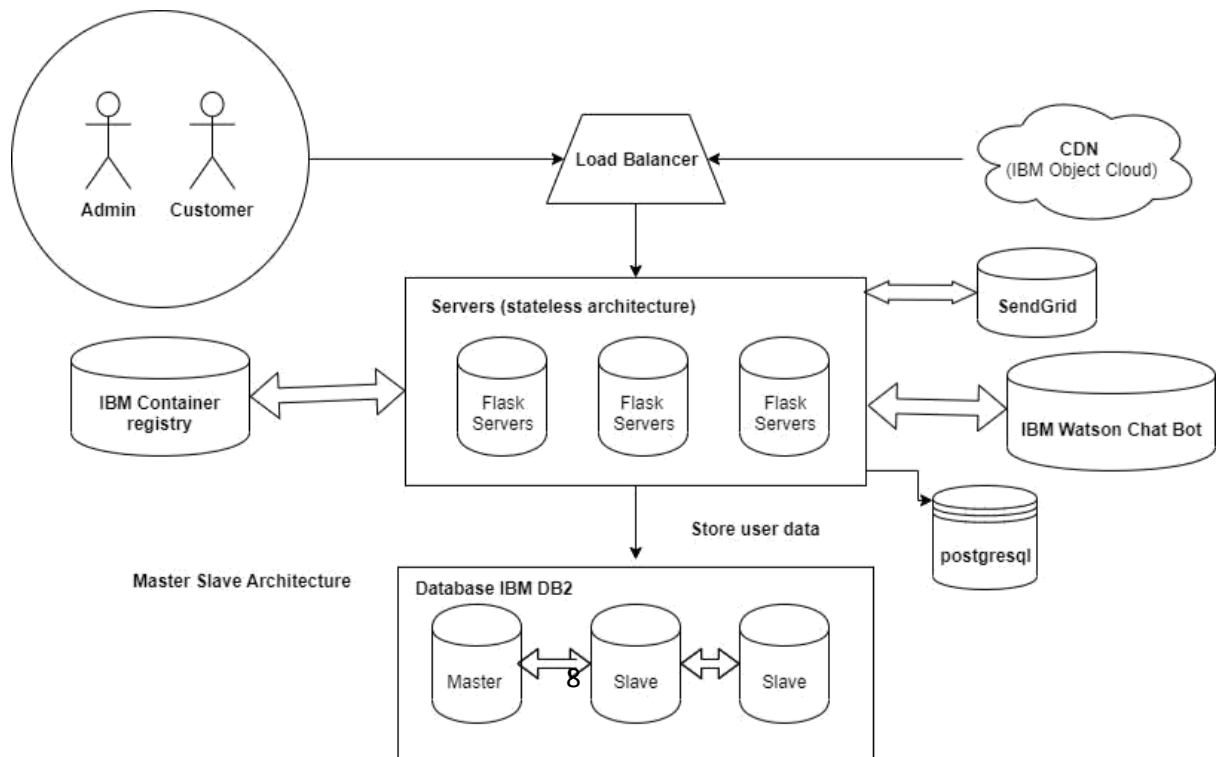 Admin
Customer
Load Balancer
CDN
(IBM Object Cloud)
Servers (stateless architecture)
SendGrid
IBM Container
registry
Flask
Servers
Flask
Servers
Flask
Servers
IBM Watson Chat Bot
Store user data
postgresql
Master Slave Architecture
Database IBM DB2
Master
8
Slave
Slave